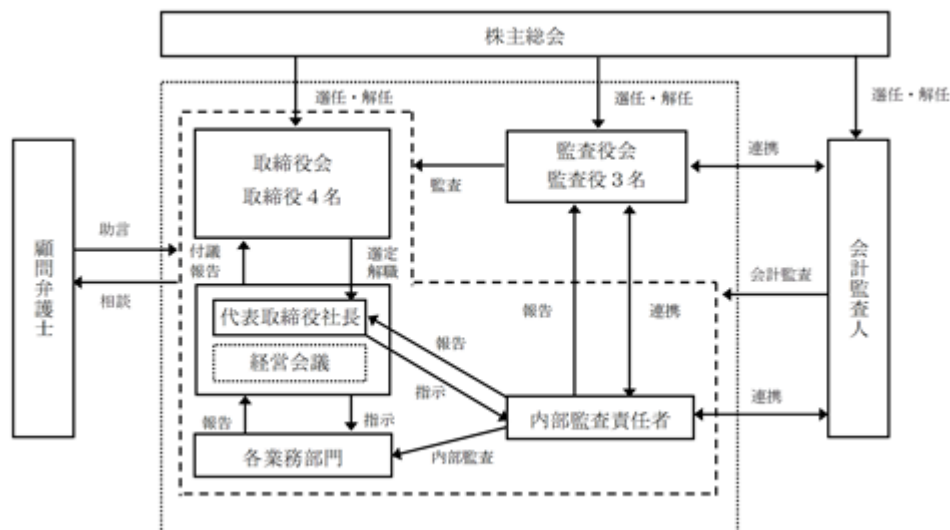 株主総会
選任・解任
選任・解任
選任・解任
取締役会
取締役４名
監査役会
監査役３名
連携
監査
顧問弁護士
助言
相談
付議
報告
選定
解職
会計監査
会計監査人
代表取締役社長
経営会議
報告
指示
報告
連携
報告
指示
各業務部門
内部監査
内部監査責任者
連携